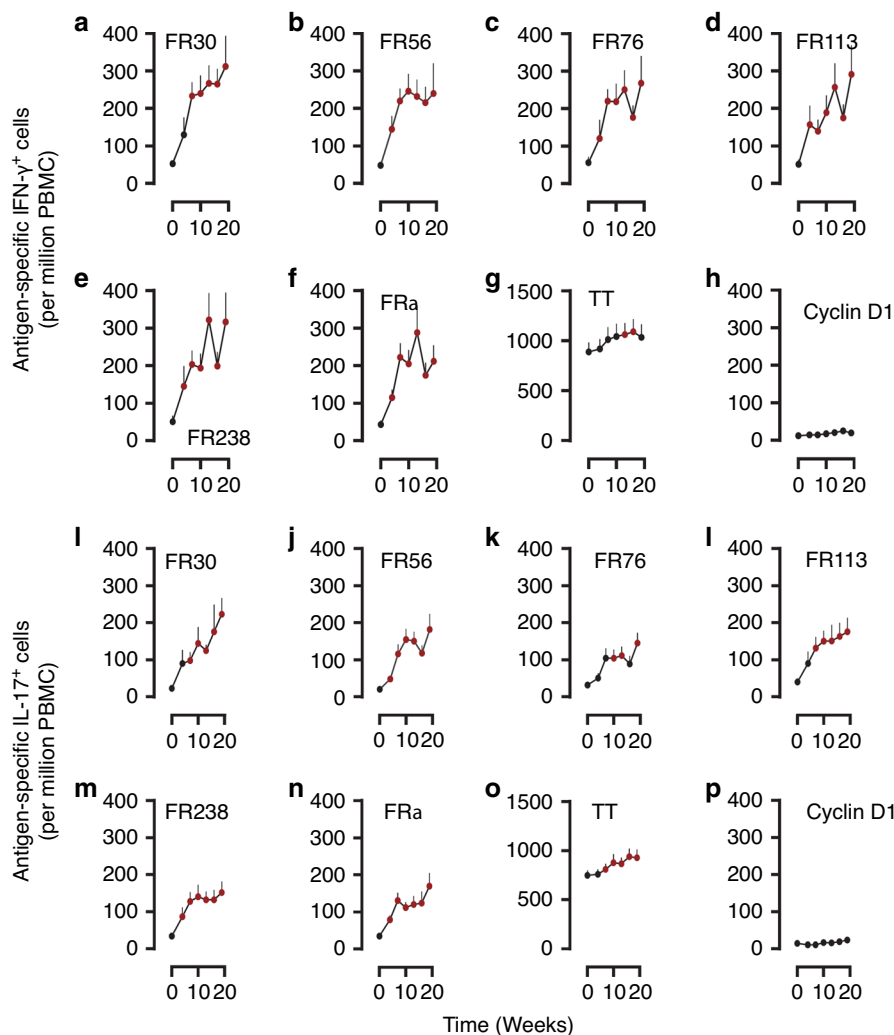 a
FR30
b
FR56
c
FR76
d
FR113
400
300
200
100
0
400
300
200
100
0
400
300
200
100
0
400
300
200
100
0
0 10 20
0 10 20
0 10 20
0 10 20
Antigen-specific IFN-γ⁺ cells
(per million PBMC)
e
FR238
f
FRa
g
TT
h
Cyclin D1
400
300
200
100
0
400
300
200
100
0
1500
1000
500
0
400
300
200
100
0
0 10 20
0 10 20
0 10 20
0 10 20
I
FR30
j
FR56
k
FR76
l
FR113
400
300
200
100
0
400
300
200
100
0
400
300
200
100
0
400
300
200
100
0
0 10 20
0 10 20
0 10 20
0 10 20
Antigen-specific IL-17⁺ cells
(per million PBMC)
m
FR238
n
FRa
o
TT
p
Cyclin D1
400
300
200
100
0
400
300
200
100
0
1500
1000
500
0
400
300
200
100
0
0 10 20
0 10 20
0 10 20
0 10 20
Time (Weeks)